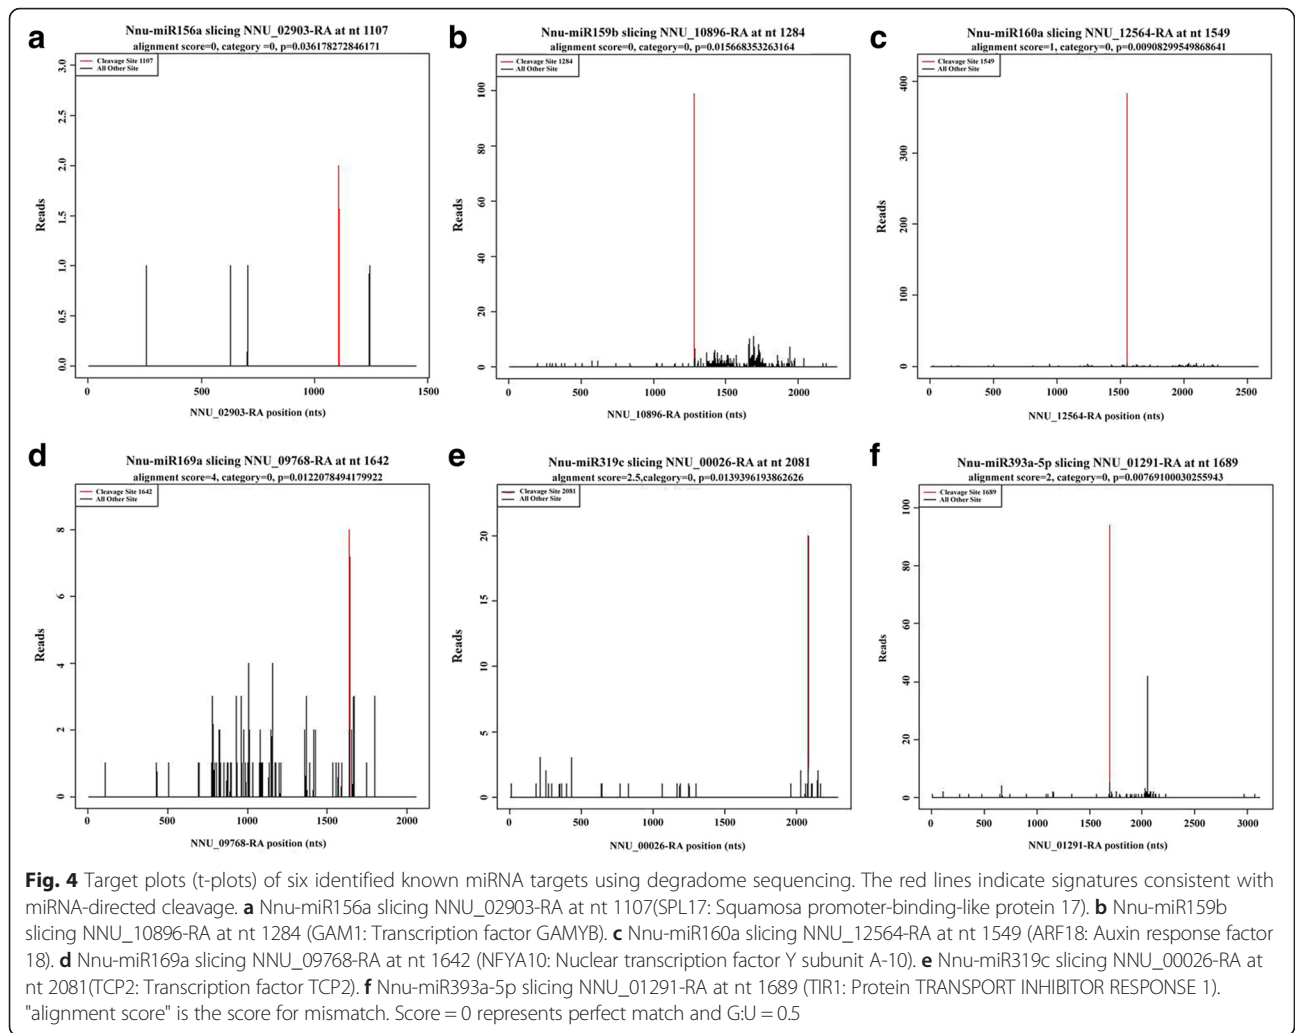 a
Nnu-miR156a slicing NNU_02903-RA at nt 1107
alignment score=0, category =0, p=0.036178272846171
Cleavage Site 1107
All Other Site
3.0
2.5
2.0
1.5
1.0
0.5
0.0
Reads
0 500 1000 1500
NNU_02903-RA position (nts)
b
Nnu-miR159b slicing NNU_10896-RA at nt 1284
alignment score=0, category=0, p=0.015668353263164
Cleavage Site 1284
All Other Site
100
80
60
40
20
0
Reads
0 500 1000 1500 2000
NNU_10896-RA position (nts)
c
Nnu-miR160a slicing NNU_12564-RA at nt 1549
alignment score=1, category=0, p=0.00908299549868641
Cleavage Site 1549
All Other Site
400
300
200
100
0
Reads
0 500 1000 1500 2000 2500
NNU_12564-RA position (nts)
d
Nnu-miR169a slicing NNU_09768-RA at nt 1642
alignment score=4, category=0, p=0.0122078494179922
Cleavage Site 1642
All Other Site
8
6
4
2
0
Reads
0 500 1000 1500 2000
NNU_09768-RA position (nts)
e
Nnu-miR319c slicing NNU_00026-RA at nt 2081
alignment score=2.5,category=0, p=0.0139396193862626
Cleavage Site 2081
All Other Site
20
15
10
5
0
Reads
0 500 1000 1500 2000
NNU_00026-RA position (nts)
f
Nnu-miR393a-5p slicing NNU_01291-RA at nt 1689
alignment score=2, category=0, p=0.00769100030255943
Cleavage Site 1689
All Other Site
100
80
60
40
20
0
Reads
0 500 1000 1500 2000 2500 3000
NNU_01291-RA position (nts)
Fig. 4 Target plots (t-plots) of six identified known miRNA targets using degradome sequencing. The red lines indicate signatures consistent with
miRNA-directed cleavage. a Nnu-miR156a slicing NNU_02903-RA at nt 1107(SPL17: Squamosa promoter-binding-like protein 17). b Nnu-miR159b
slicing NNU_10896-RA at nt 1284 (GAM1: Transcription factor GAMYB). c Nnu-miR160a slicing NNU_12564-RA at nt 1549 (ARF18: Auxin response factor
18). d Nnu-miR169a slicing NNU_09768-RA at nt 1642 (NFYA10: Nuclear transcription factor Y subunit A-10). e Nnu-miR319c slicing NNU_00026-RA at
nt 2081(TCP2: Transcription factor TCP2). f Nnu-miR393a-5p slicing NNU_01291-RA at nt 1689 (TIR1: Protein TRANSPORT INHIBITOR RESPONSE 1).
"alignment score" is the score for mismatch. Score = 0 represents perfect match and G:U = 0.5